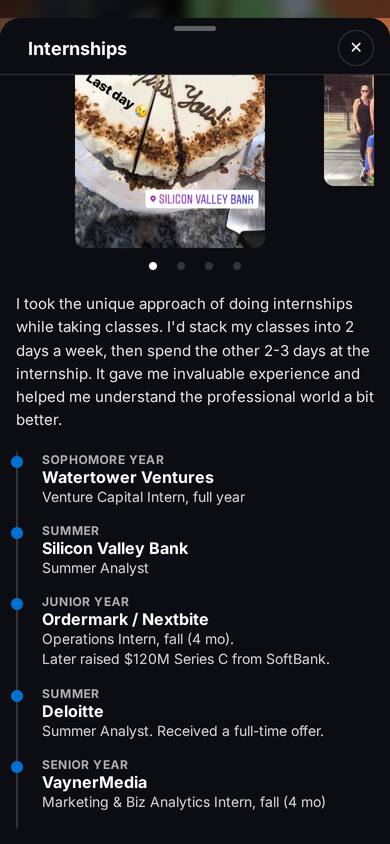 Internships
Last day 😢
Miss You!
SILICON VALLEY BANK
I took the unique approach of doing internships
while taking classes. I'd stack my classes into 2
days a week, then spend the other 2-3 days at the
internship. It gave me invaluable experience and
helped me understand the professional world a bit
better.
SOPHOMORE YEAR
Watertower Ventures
Venture Capital Intern, full year
SUMMER
Silicon Valley Bank
Summer Analyst
JUNIOR YEAR
Ordermark / Nextbite
Operations Intern, fall (4 mo).
Later raised $120M Series C from SoftBank.
SUMMER
Deloitte
Summer Analyst. Received a full-time offer.
SENIOR YEAR
VaynerMedia
Marketing & Biz Analytics Intern, fall (4 mo)